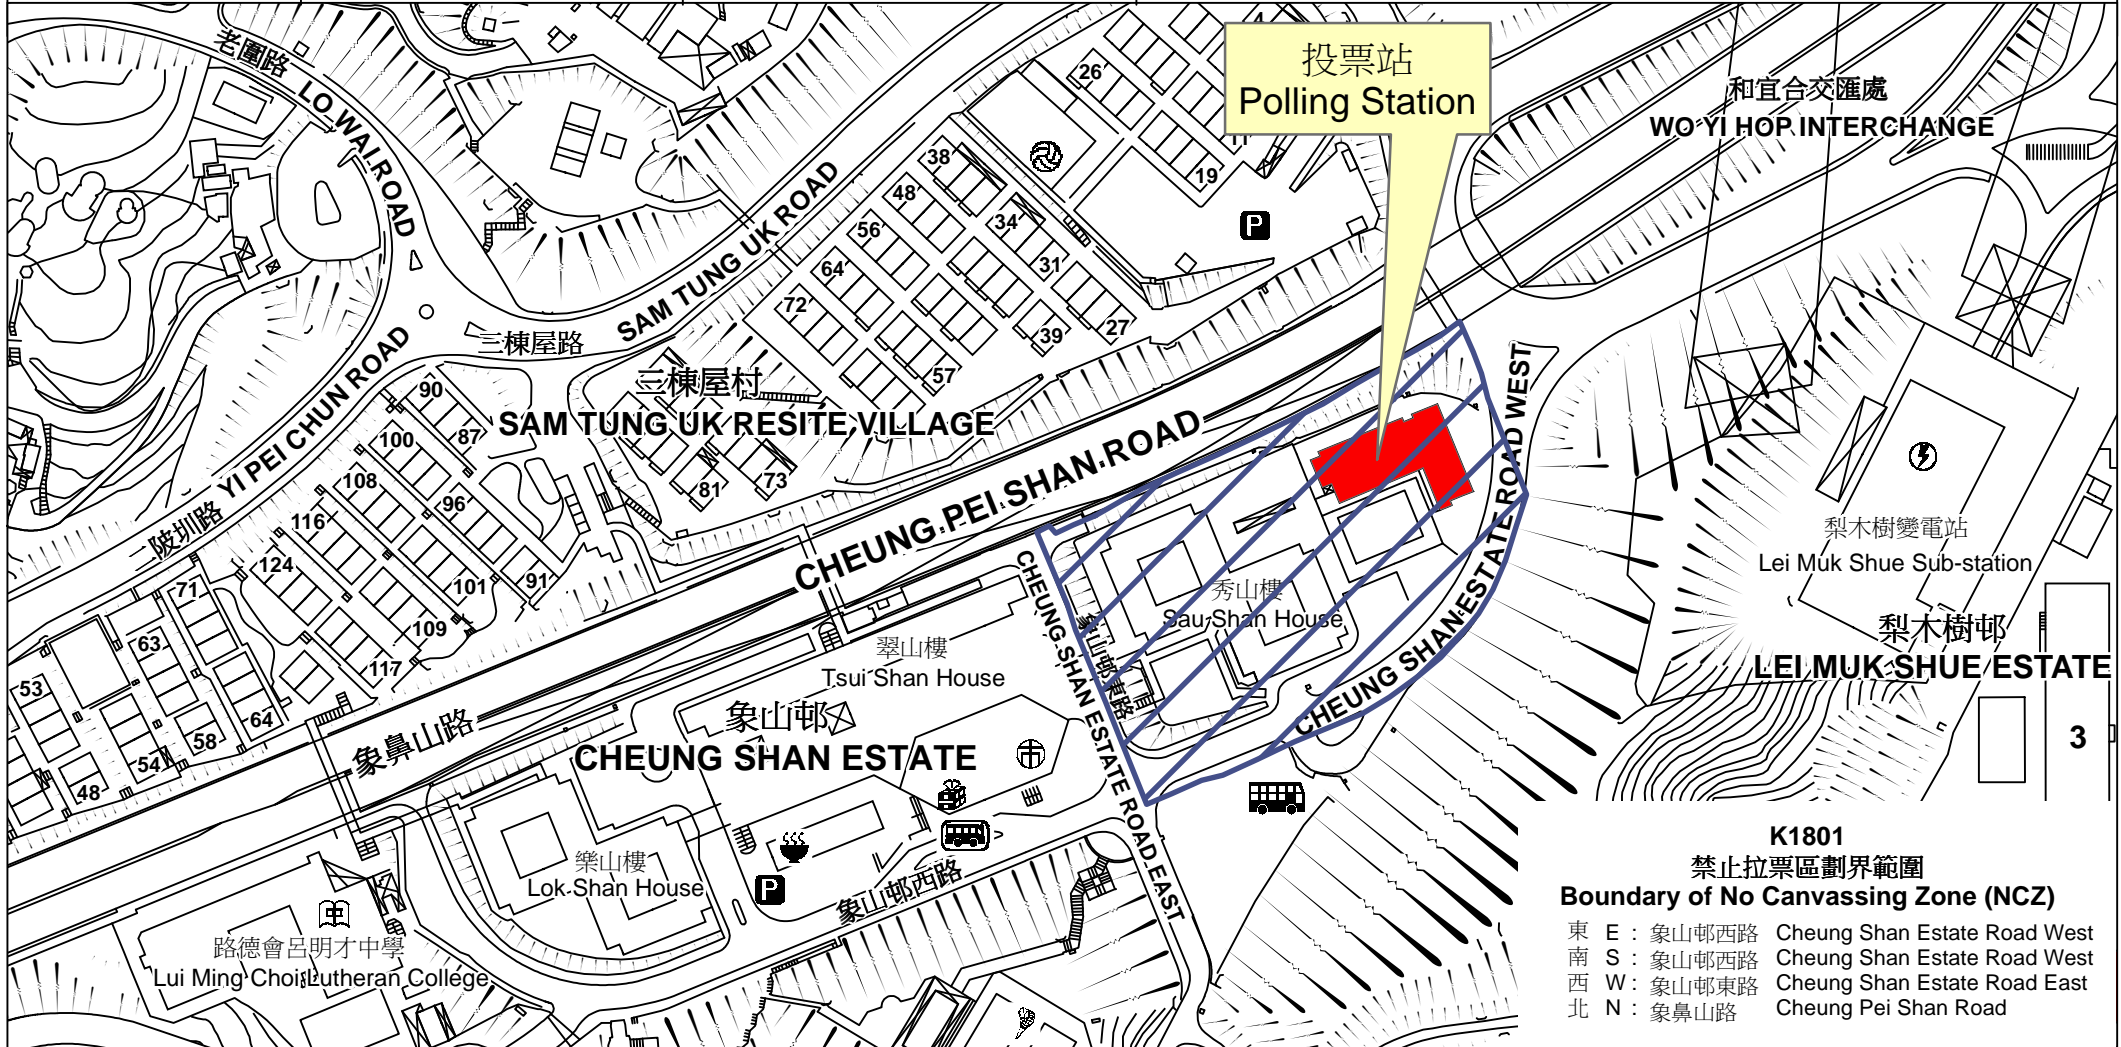 老圍路
LO WAI ROAD
投票站
Polling Station
和宜合交匯處
WO YI HOP INTERCHANGE
26
19
38
48
34
56
31
64
72
39
27
57
P
SAM TUNG UK ROAD
三棟屋路
三棟屋村
SAM TUNG UK RESITE VILLAGE
YI PEI CHUN ROAD
二陂圳路
90
87
100
96
108
81
73
116
91
124
101
109
117
71
63
53
64
58
54
48
CHEUNG PEI SHAN ROAD
象鼻山路
CHEUNG SHAN ESTATE ROAD WEST
秀山樓
Sau Shan House
象山邨東路
CHEUNG SHAN ESTATE ROAD EAST
翠山樓
Tsui Shan House
象山邨
CHEUNG SHAN ESTATE
市
樂山樓
Lok Shan House
P
象山邨西路
中
路德會呂明才中學
Lui Ming Choi Lutheran College
梨木樹變電站
Lei Muk Shue Sub-station
梨木樹邨
LEI MUK SHUE ESTATE
3
K1801
禁止拉票區劃界範圍
Boundary of No Canvassing Zone (NCZ)
東 E : 象山邨西路 Cheung Shan Estate Road West
南 S : 象山邨西路 Cheung Shan Estate Road West
西 W : 象山邨東路 Cheung Shan Estate Road East
北 N : 象鼻山路 Cheung Pei Shan Road